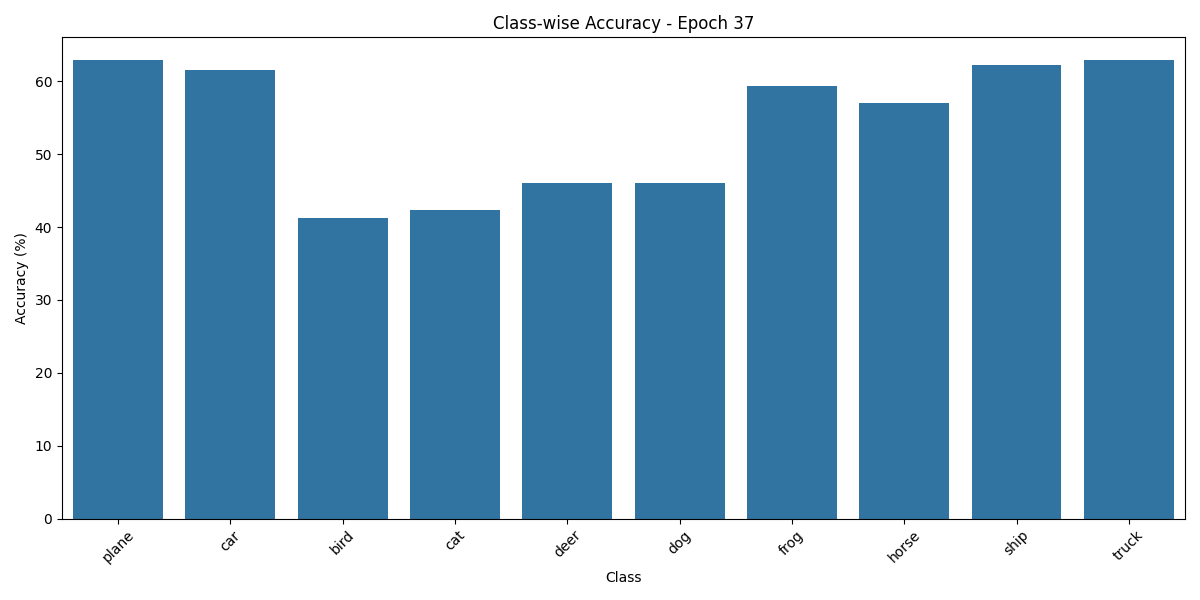 Class-wise Accuracy - Epoch 37
Accuracy (%)
60
50
40
30
20
10
0
plane
car
bird
cat
deer
dog
frog
horse
ship
truck
Class